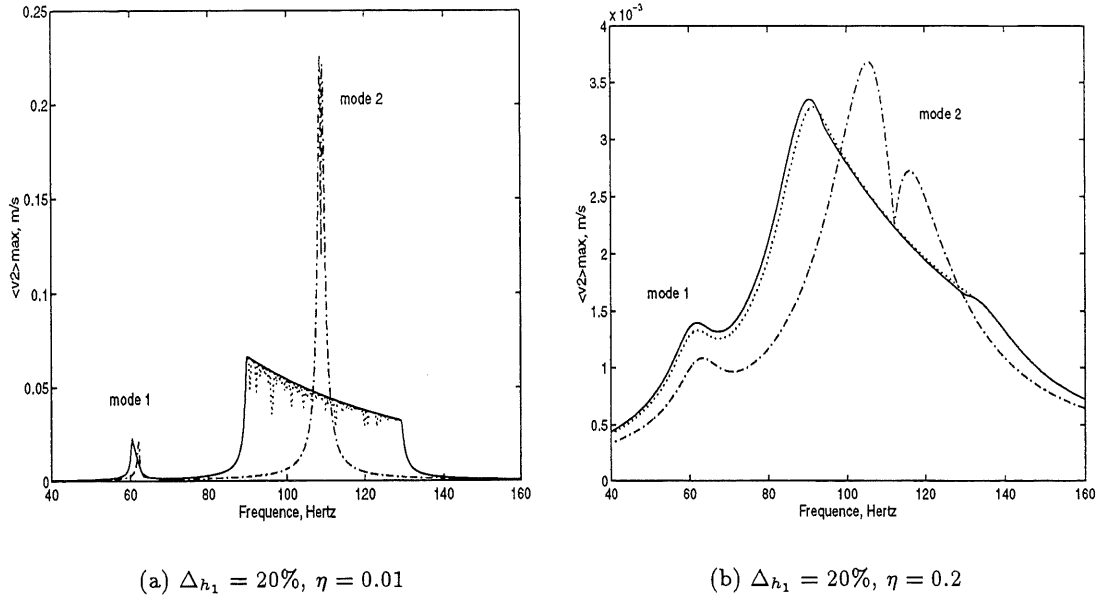 0.25
0.2
0.15
0.1
0.05
0
40
60
80
100
120
140
160
<v2>max, m/s
Frequence, Hertz
mode 1
mode 2
(a) Δh₁ = 20%, η = 0.01
4 x 10⁻³
3.5
3
2.5
2
1.5
1
0.5
0
40
60
80
100
120
140
160
<v2>max, m/s
Frequence, Hertz
mode 1
mode 2
(b) Δh₁ = 20%, η = 0.2